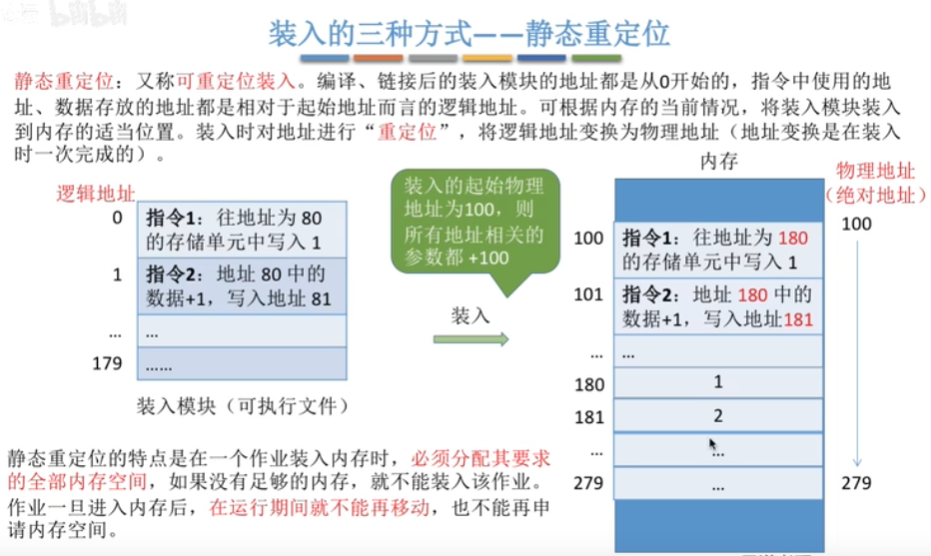 bilibili
装入的三种方式——静态重定位
静态重定位：又称可重定位装入。编译、链接后的装入模块的地址都是从0开始的，指令中使用的地
址、数据存放的地址都是相对于起始地址而言的逻辑地址。可根据内存的当前情况，将装入模块装入
到内存的适当位置。装入时对地址进行“重定位”，将逻辑地址变换为物理地址（地址变换是在装入
时一次完成的）。
逻辑地址
0
指令1：往地址为 80
的存储单元中写入 1
1
指令2：地址 80 中的
数据+1，写入地址 81
...
...
179
......
装入模块（可执行文件）
装入的起始物理
地址为100，则
所有地址相关的
参数都 +100
装入
内存
物理地址
（绝对地址）
100
指令1：往地址为 180
的存储单元中写入 1
100
101
指令2：地址 180 中的
数据+1，写入地址181
...
...
180
1
181
2
...
...
279
...
279
静态重定位的特点是在一个作业装入内存时，必须分配其要求
的全部内存空间，如果没有足够的内存，就不能装入该作业。
作业一旦进入内存后，在运行期间就不能再移动，也不能再申
请内存空间。